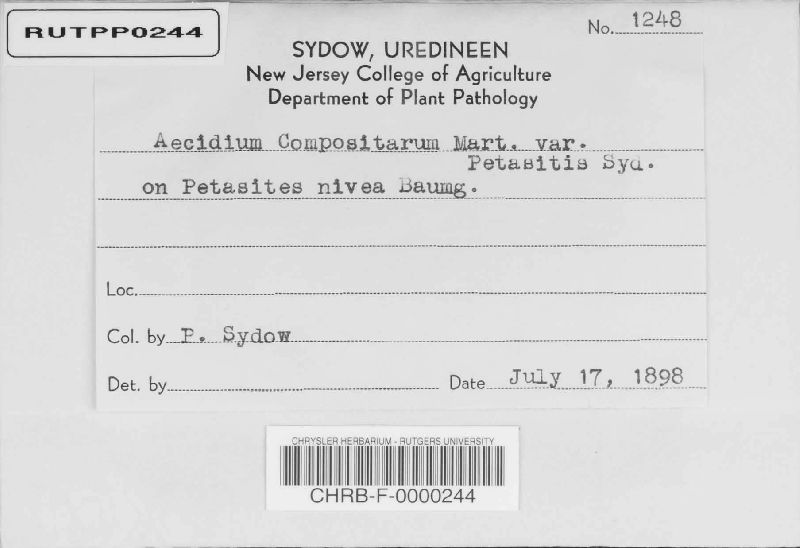 RUTPP0244
No. 1248
SYDOW, UREDINEEN
New Jersey College of Agriculture
Department of Plant Pathology
Aecidium Compositarum Mart. var.
Petasitis Syd.
on Petasites nivea Baumg.
Loc.
Col. by P. Sydow
Det. by Date July 17, 1898
CHRYSLER HERBARIUM - RUTGERS UNIVERSITY
CHRB-F-0000244